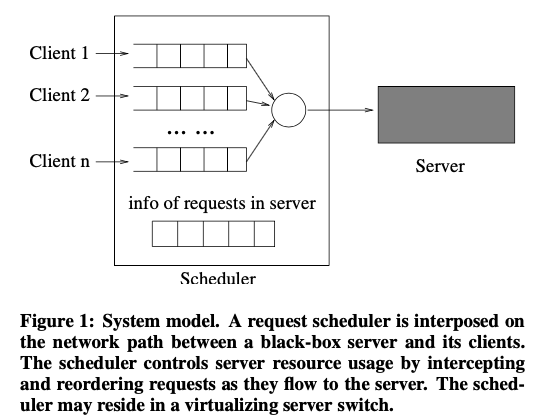 Client 1
Client 2
... ...
Client n
info of requests in server
Server
Scheduler
Figure 1: System model. A request scheduler is interposed on
the network path between a black-box server and its clients.
The scheduler controls server resource usage by intercepting
and reordering requests as they flow to the server. The sched-
uler may reside in a virtualizing server switch.